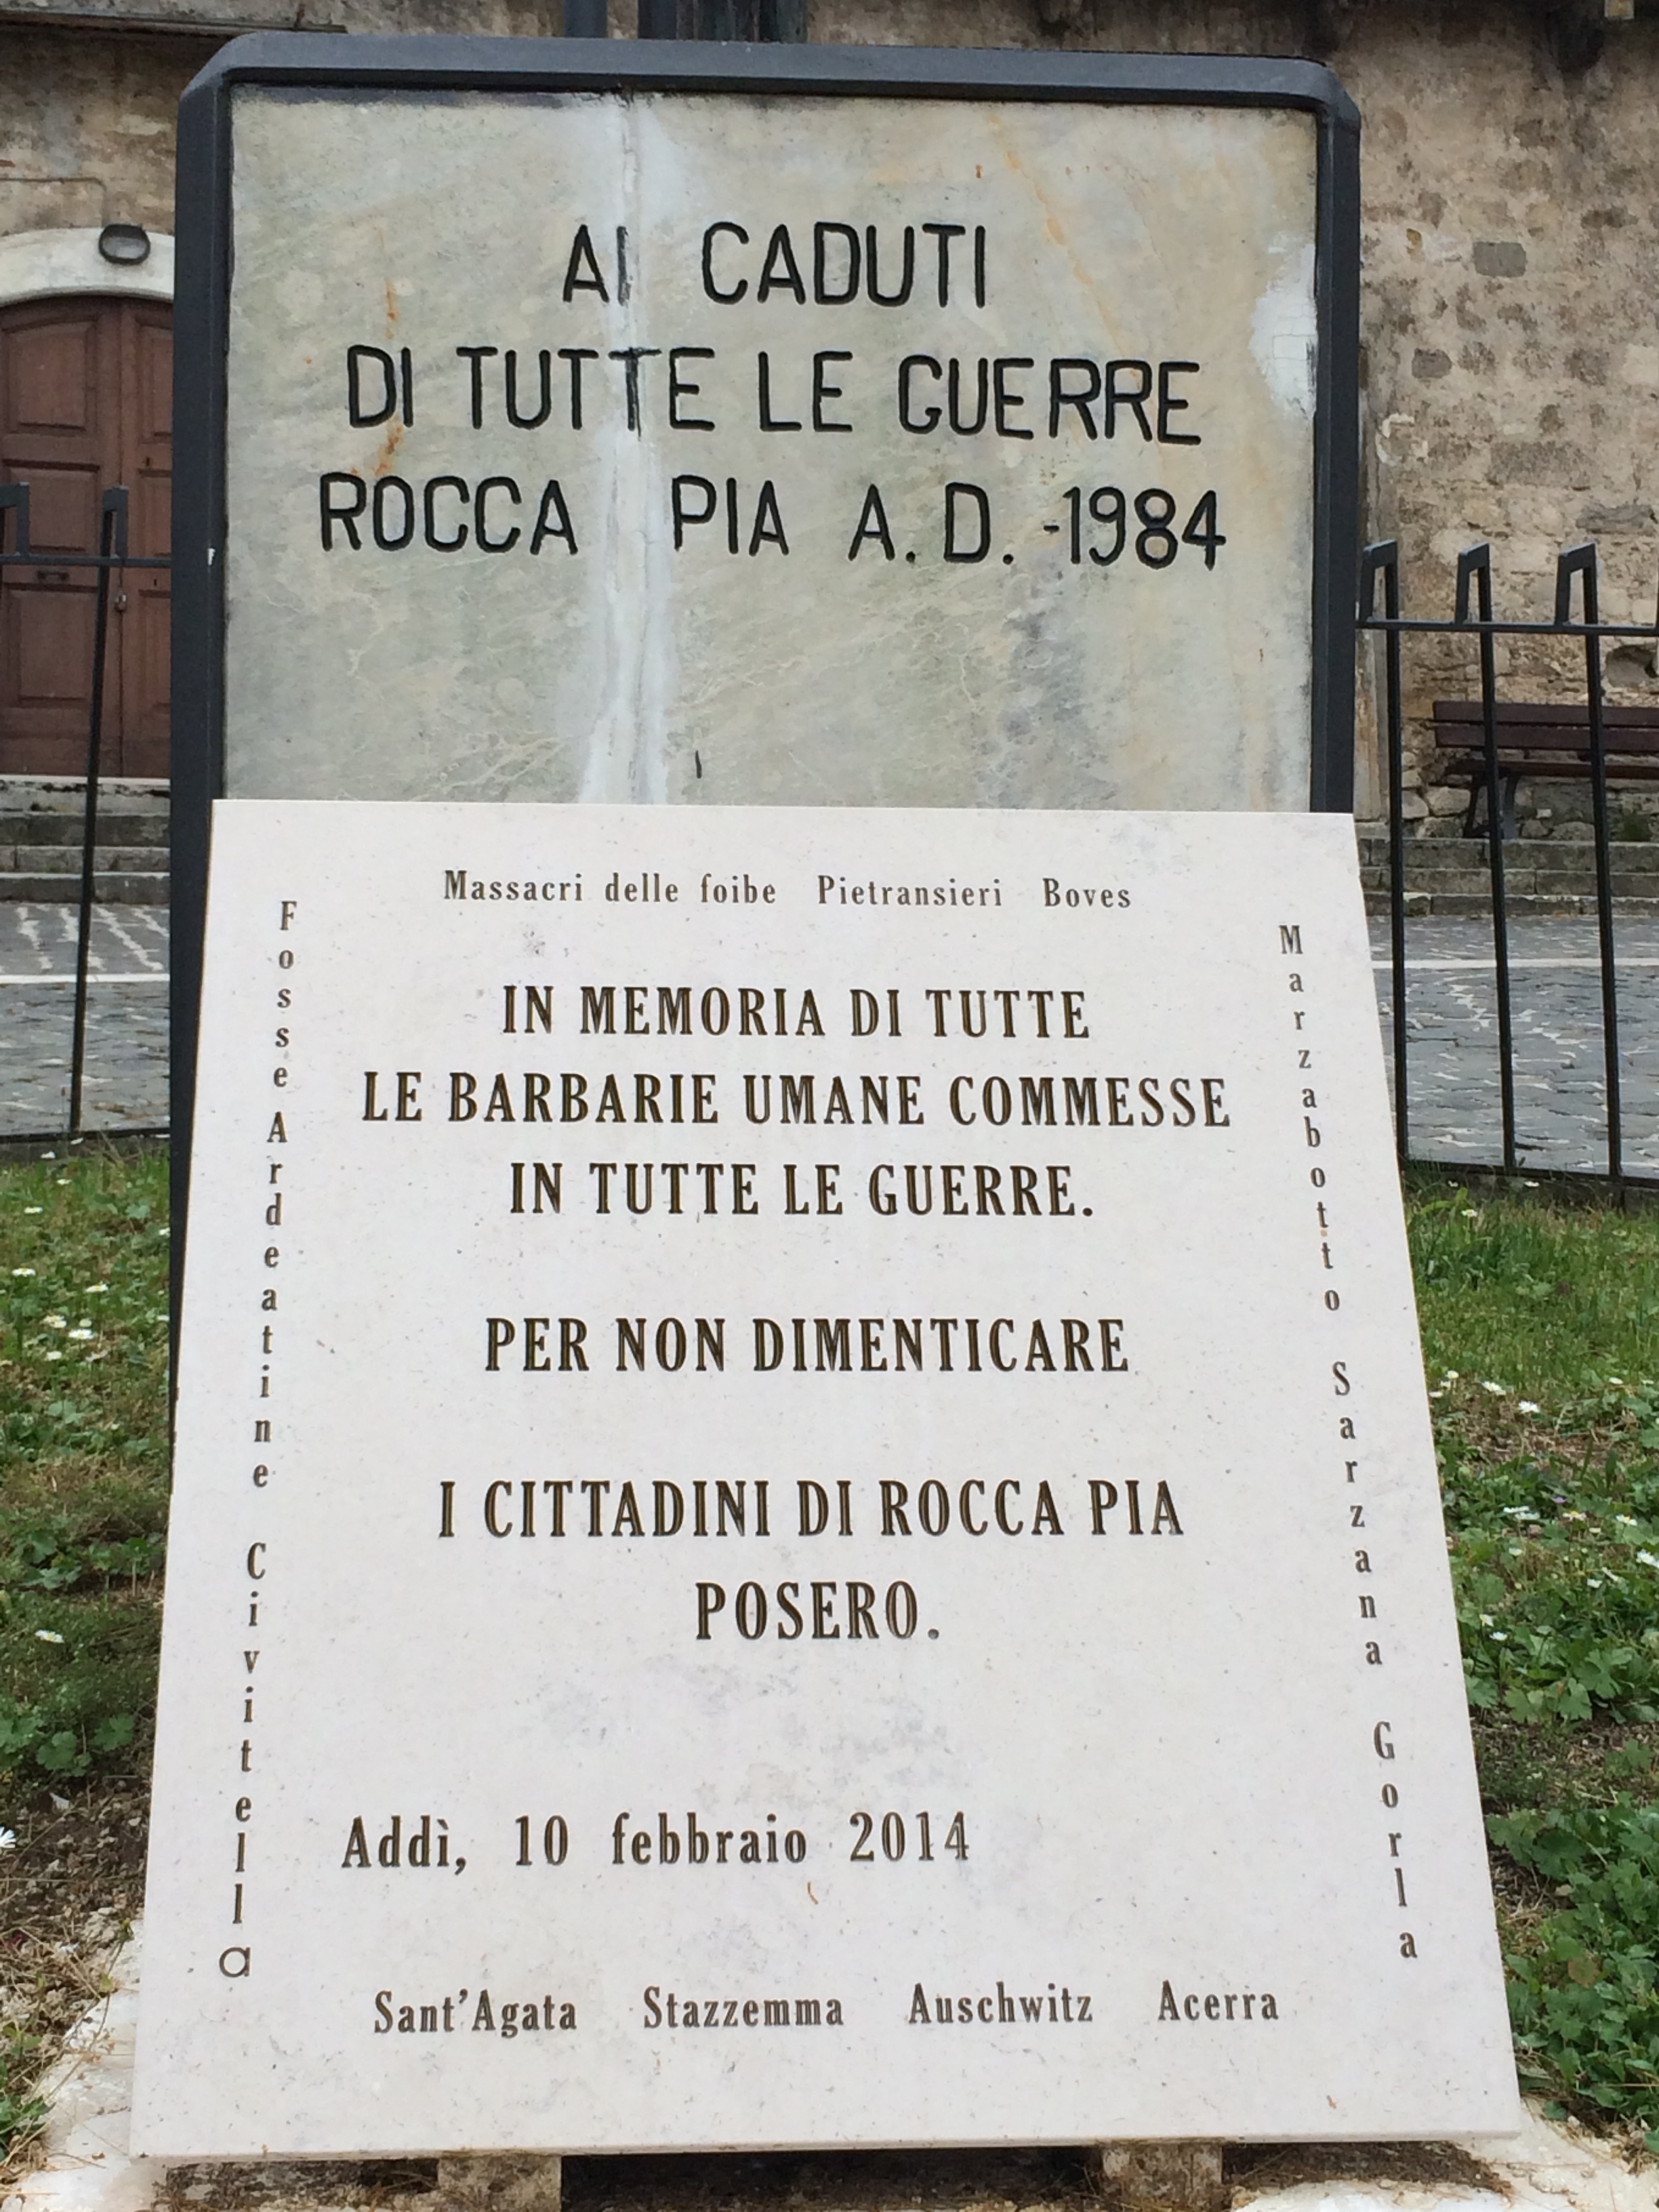 AI CADUTI
DI TUTTE LE GUERRE
ROCCA PIA A.D. -1984
Massacri delle foibe Pietransieri Boves
Fosse Ardeatine Civitella
Marzabotto Sarzana Gorla
IN MEMORIA DI TUTTE
LE BARBARIE UMANE COMMESSE
IN TUTTE LE GUERRE.
PER NON DIMENTICARE
I CITTADINI DI ROCCA PIA
POSERO.
Addì, 10 febbraio 2014
Sant'Agata Stazzemma Auschwitz Acerra